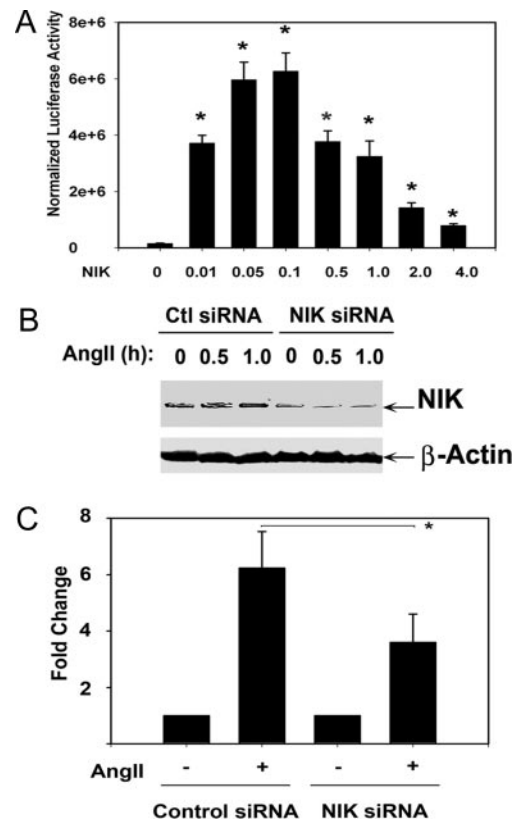 A
Normalized Luciferase Activity
8e+6
6e+6
4e+6
2e+6
0
* * * * * * *
NIK 0 0.01 0.05 0.1 0.5 1.0 2.0 4.0
B
Ctl siRNA NIK siRNA
AngII (h): 0 0.5 1.0 0 0.5 1.0
NIK
β-Actin
C
Fold Change
8
6
4
2
*
AngII - + - +
Control siRNA NIK siRNA